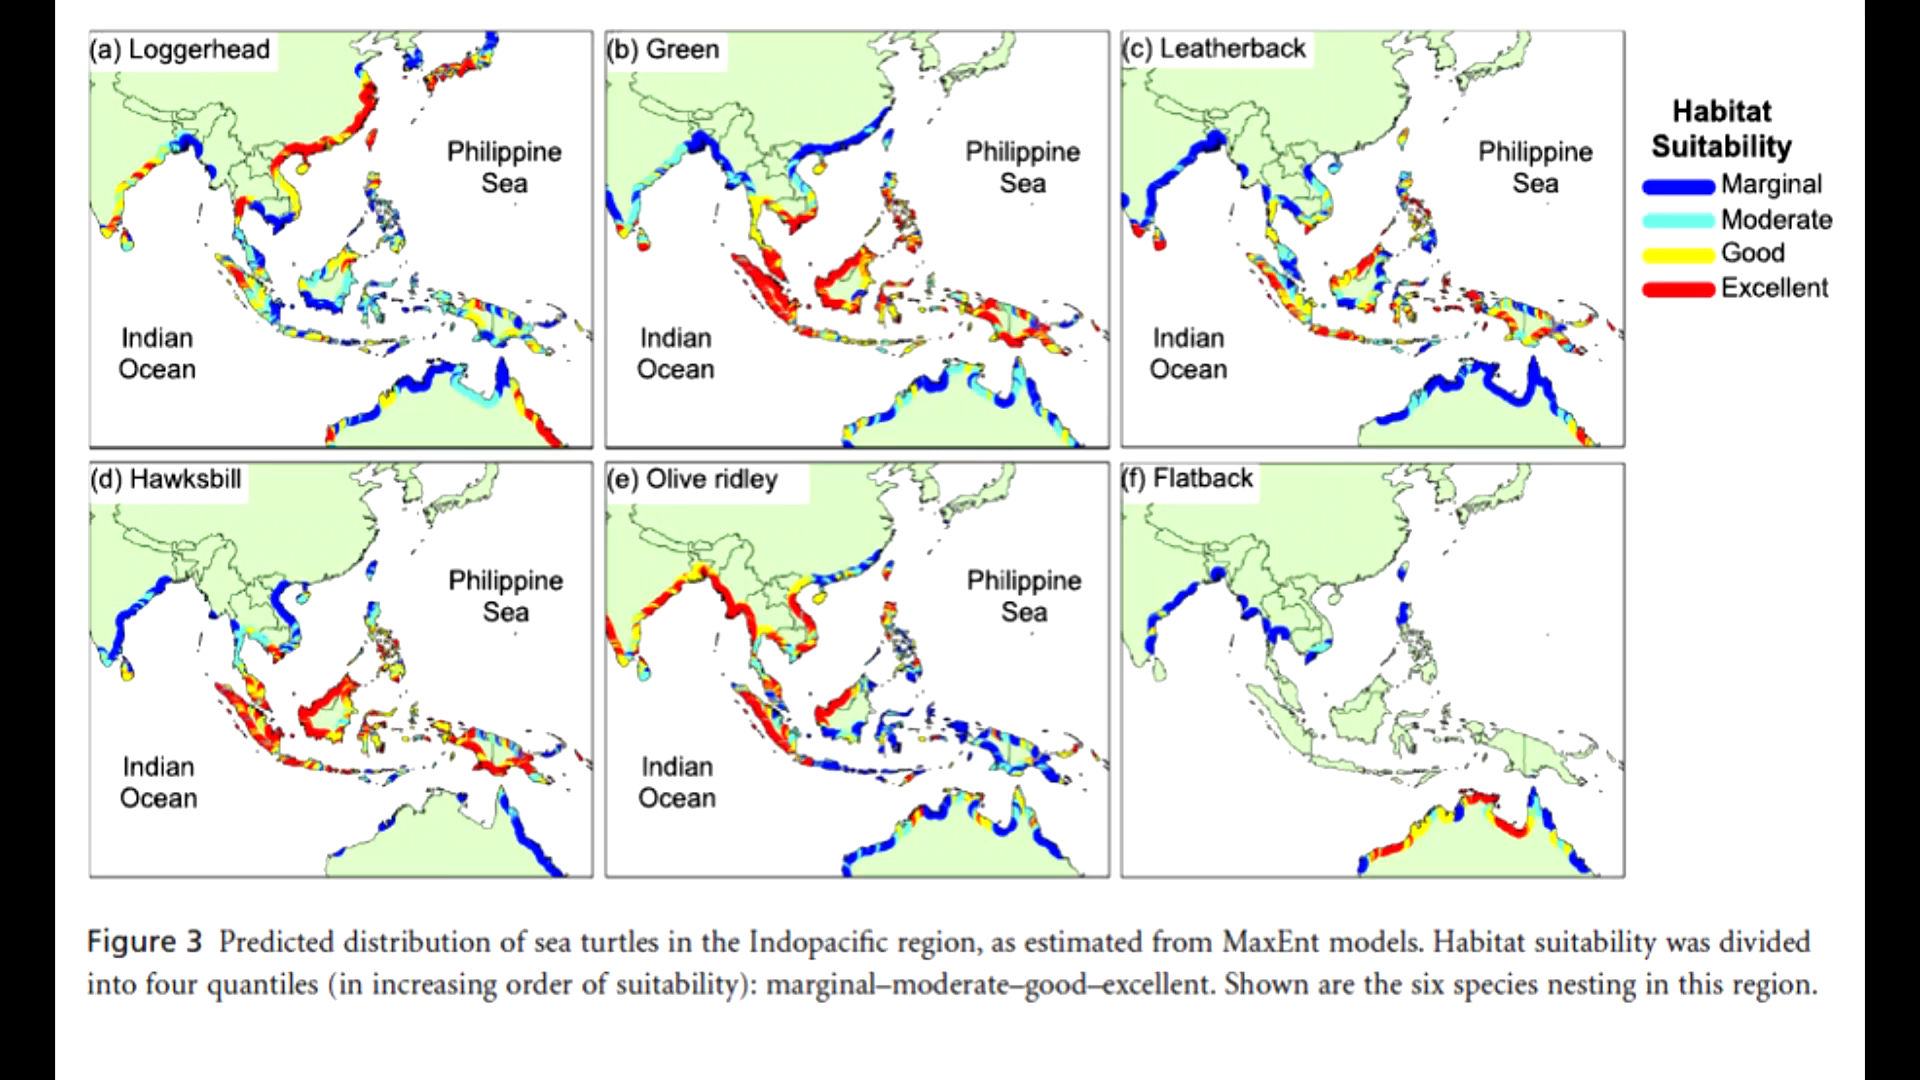 (a) Loggerhead
Philippine
Sea
Indian
Ocean
(b) Green
Philippine
Sea
Indian
Ocean
(c) Leatherback
Philippine
Sea
Indian
Ocean
Habitat
Suitability
Marginal
Moderate
Good
Excellent
(d) Hawksbill
Philippine
Sea
Indian
Ocean
(e) Olive ridley
Philippine
Sea
Indian
Ocean
(f) Flatback
Figure 3 Predicted distribution of sea turtles in the Indopacific region, as estimated from MaxEnt models. Habitat suitability was divided
into four quantiles (in increasing order of suitability): marginal–moderate–good–excellent. Shown are the six species nesting in this region.